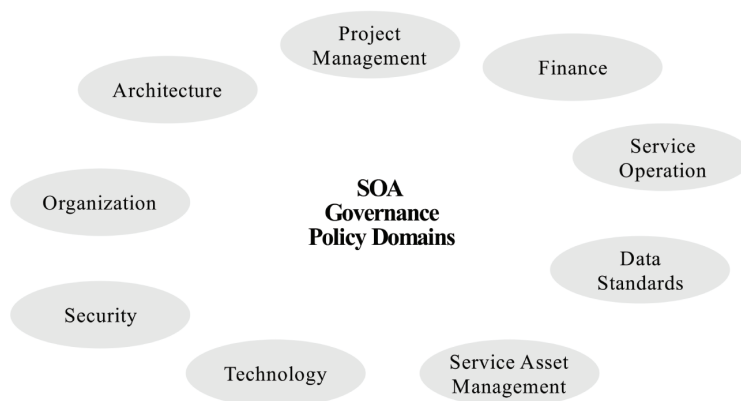 Project
Management
Finance
Architecture
Service
Operation
SOA
Governance
Policy Domains
Organization
Data
Standards
Security
Technology
Service Asset
Management